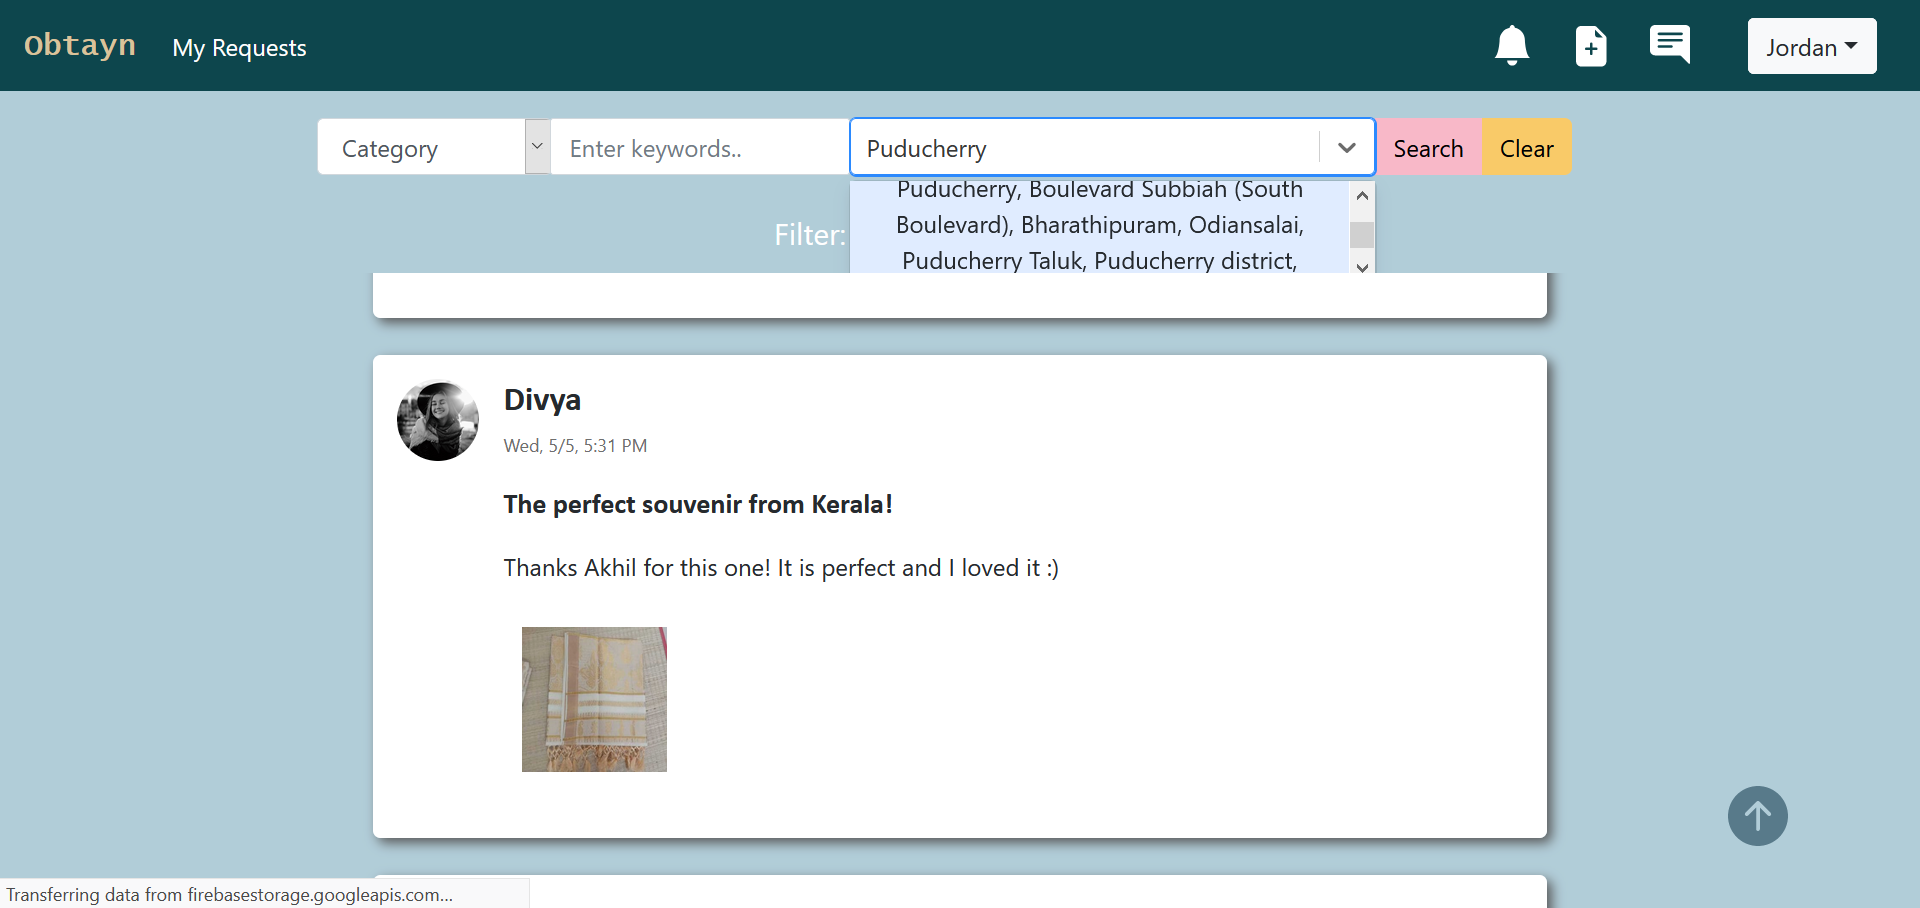 Obtayn
My Requests
Jordan
Category
Enter keywords..
Puducherry
Search
Clear
Puducherry, Boulevard Subbiah (South
Boulevard), Bharathipuram, Odiansalai,
Puducherry Taluk, Puducherry district,
Filter:
Divya
Wed, 5/5, 5:31 PM
The perfect souvenir from Kerala!
Thanks Akhil for this one! It is perfect and I loved it :)
Transferring data from firebasestorage.googleapis.com...